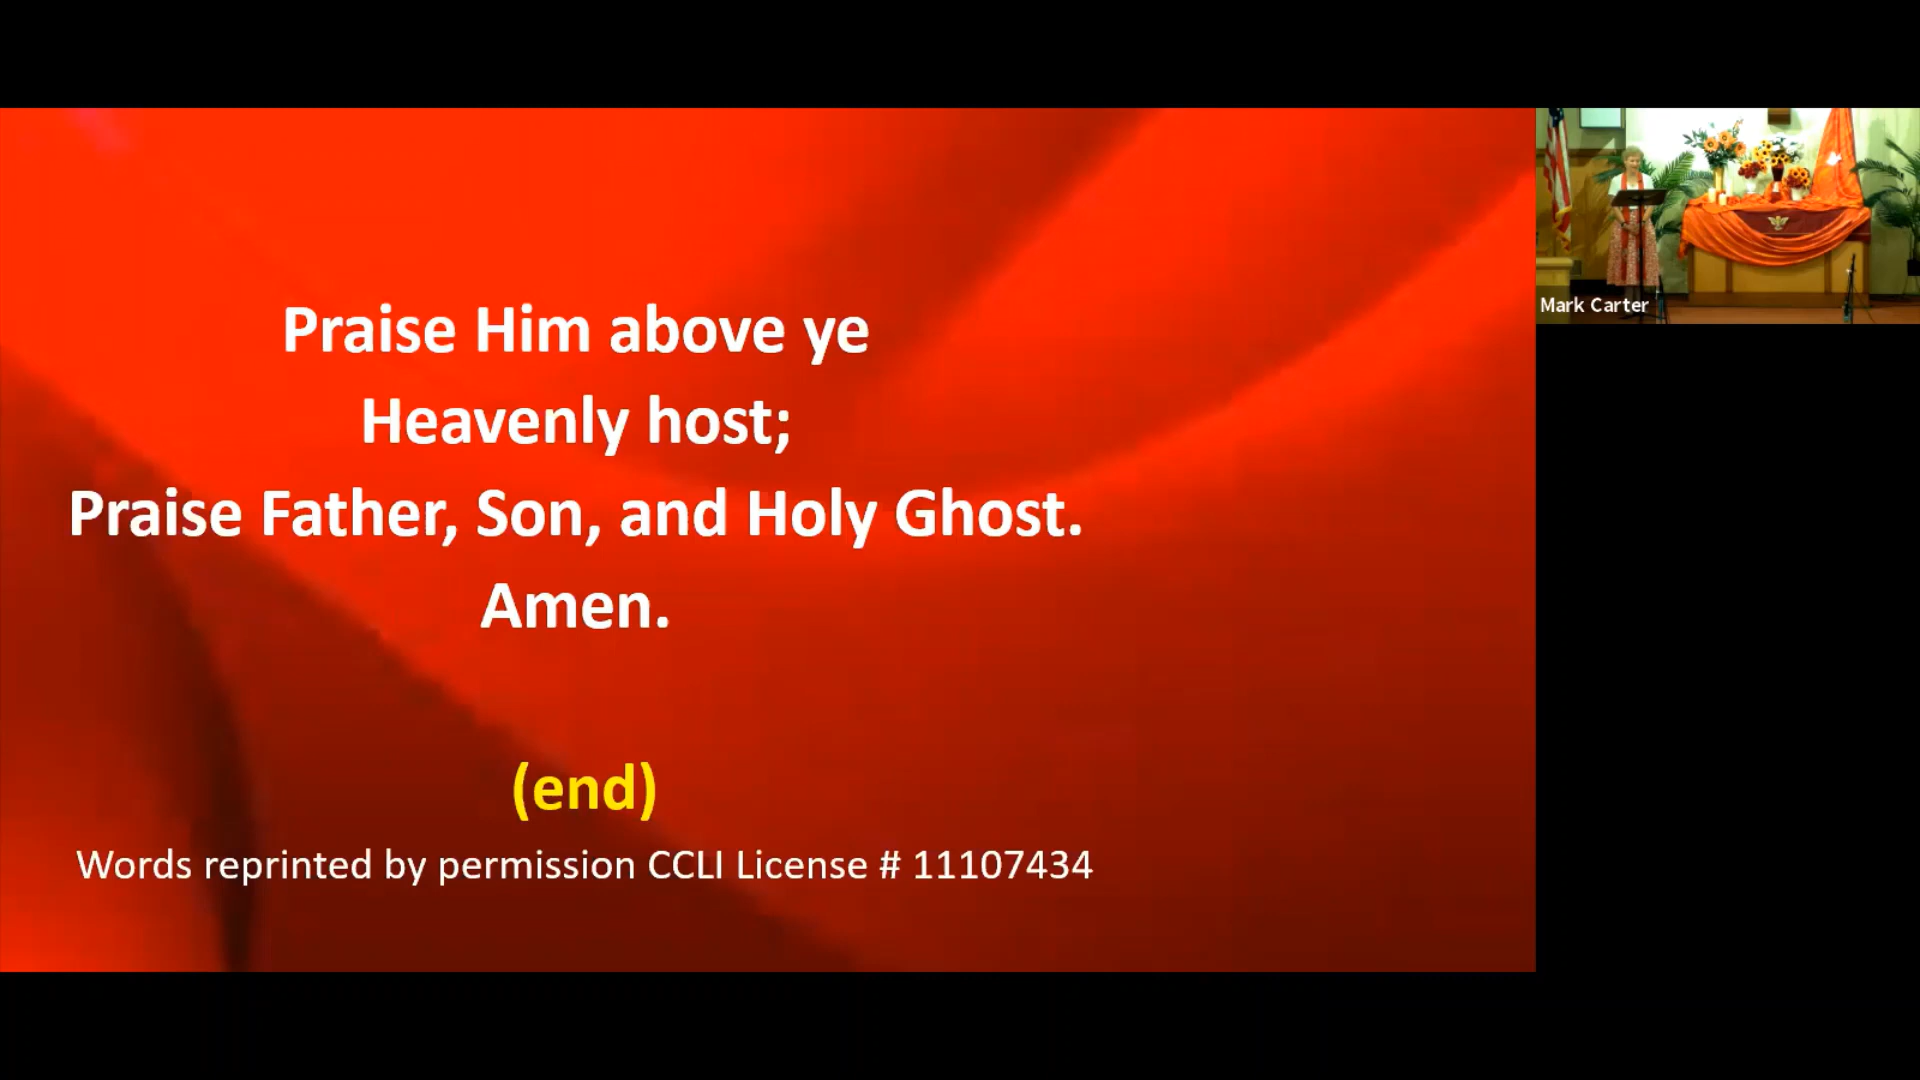 Praise Him above ye
Heavenly host;
Praise Father, Son, and Holy Ghost.
Amen.
(end)
Words reprinted by permission CCLI License # 11107434
Mark Carter